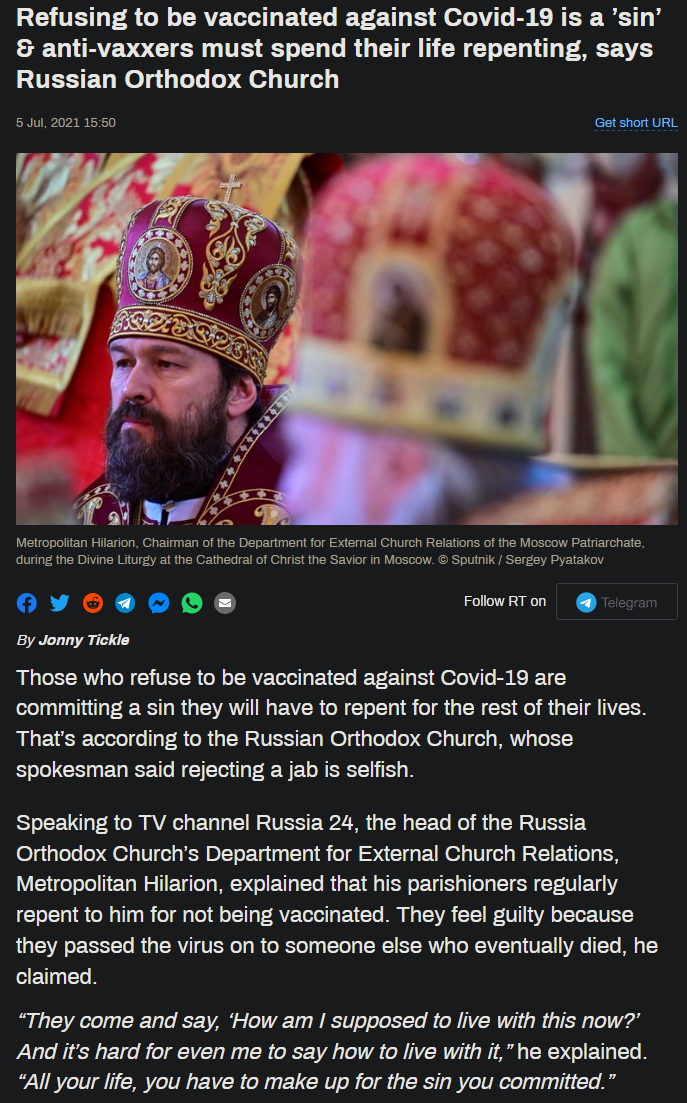 Refusing to be vaccinated against Covid-19 is a 'sin'
& anti-vaxxers must spend their life repenting, says
Russian Orthodox Church
5 Jul, 2021 15:50
Get short URL
Metropolitan Hilarion, Chairman of the Department for External Church Relations of the Moscow Patriarchate,
during the Divine Liturgy at the Cathedral of Christ the Savior in Moscow. © Sputnik / Sergey Pyatakov
Follow RT on
Telegram
By Jonny Tickle
Those who refuse to be vaccinated against Covid-19 are
committing a sin they will have to repent for the rest of their lives.
That’s according to the Russian Orthodox Church, whose
spokesman said rejecting a jab is selfish.
Speaking to TV channel Russia 24, the head of the Russia
Orthodox Church’s Department for External Church Relations,
Metropolitan Hilarion, explained that his parishioners regularly
repent to him for not being vaccinated. They feel guilty because
they passed the virus on to someone else who eventually died, he
claimed.
“They come and say, ‘How am I supposed to live with this now?’
And it’s hard for even me to say how to live with it,” he explained.
“All your life, you have to make up for the sin you committed.”